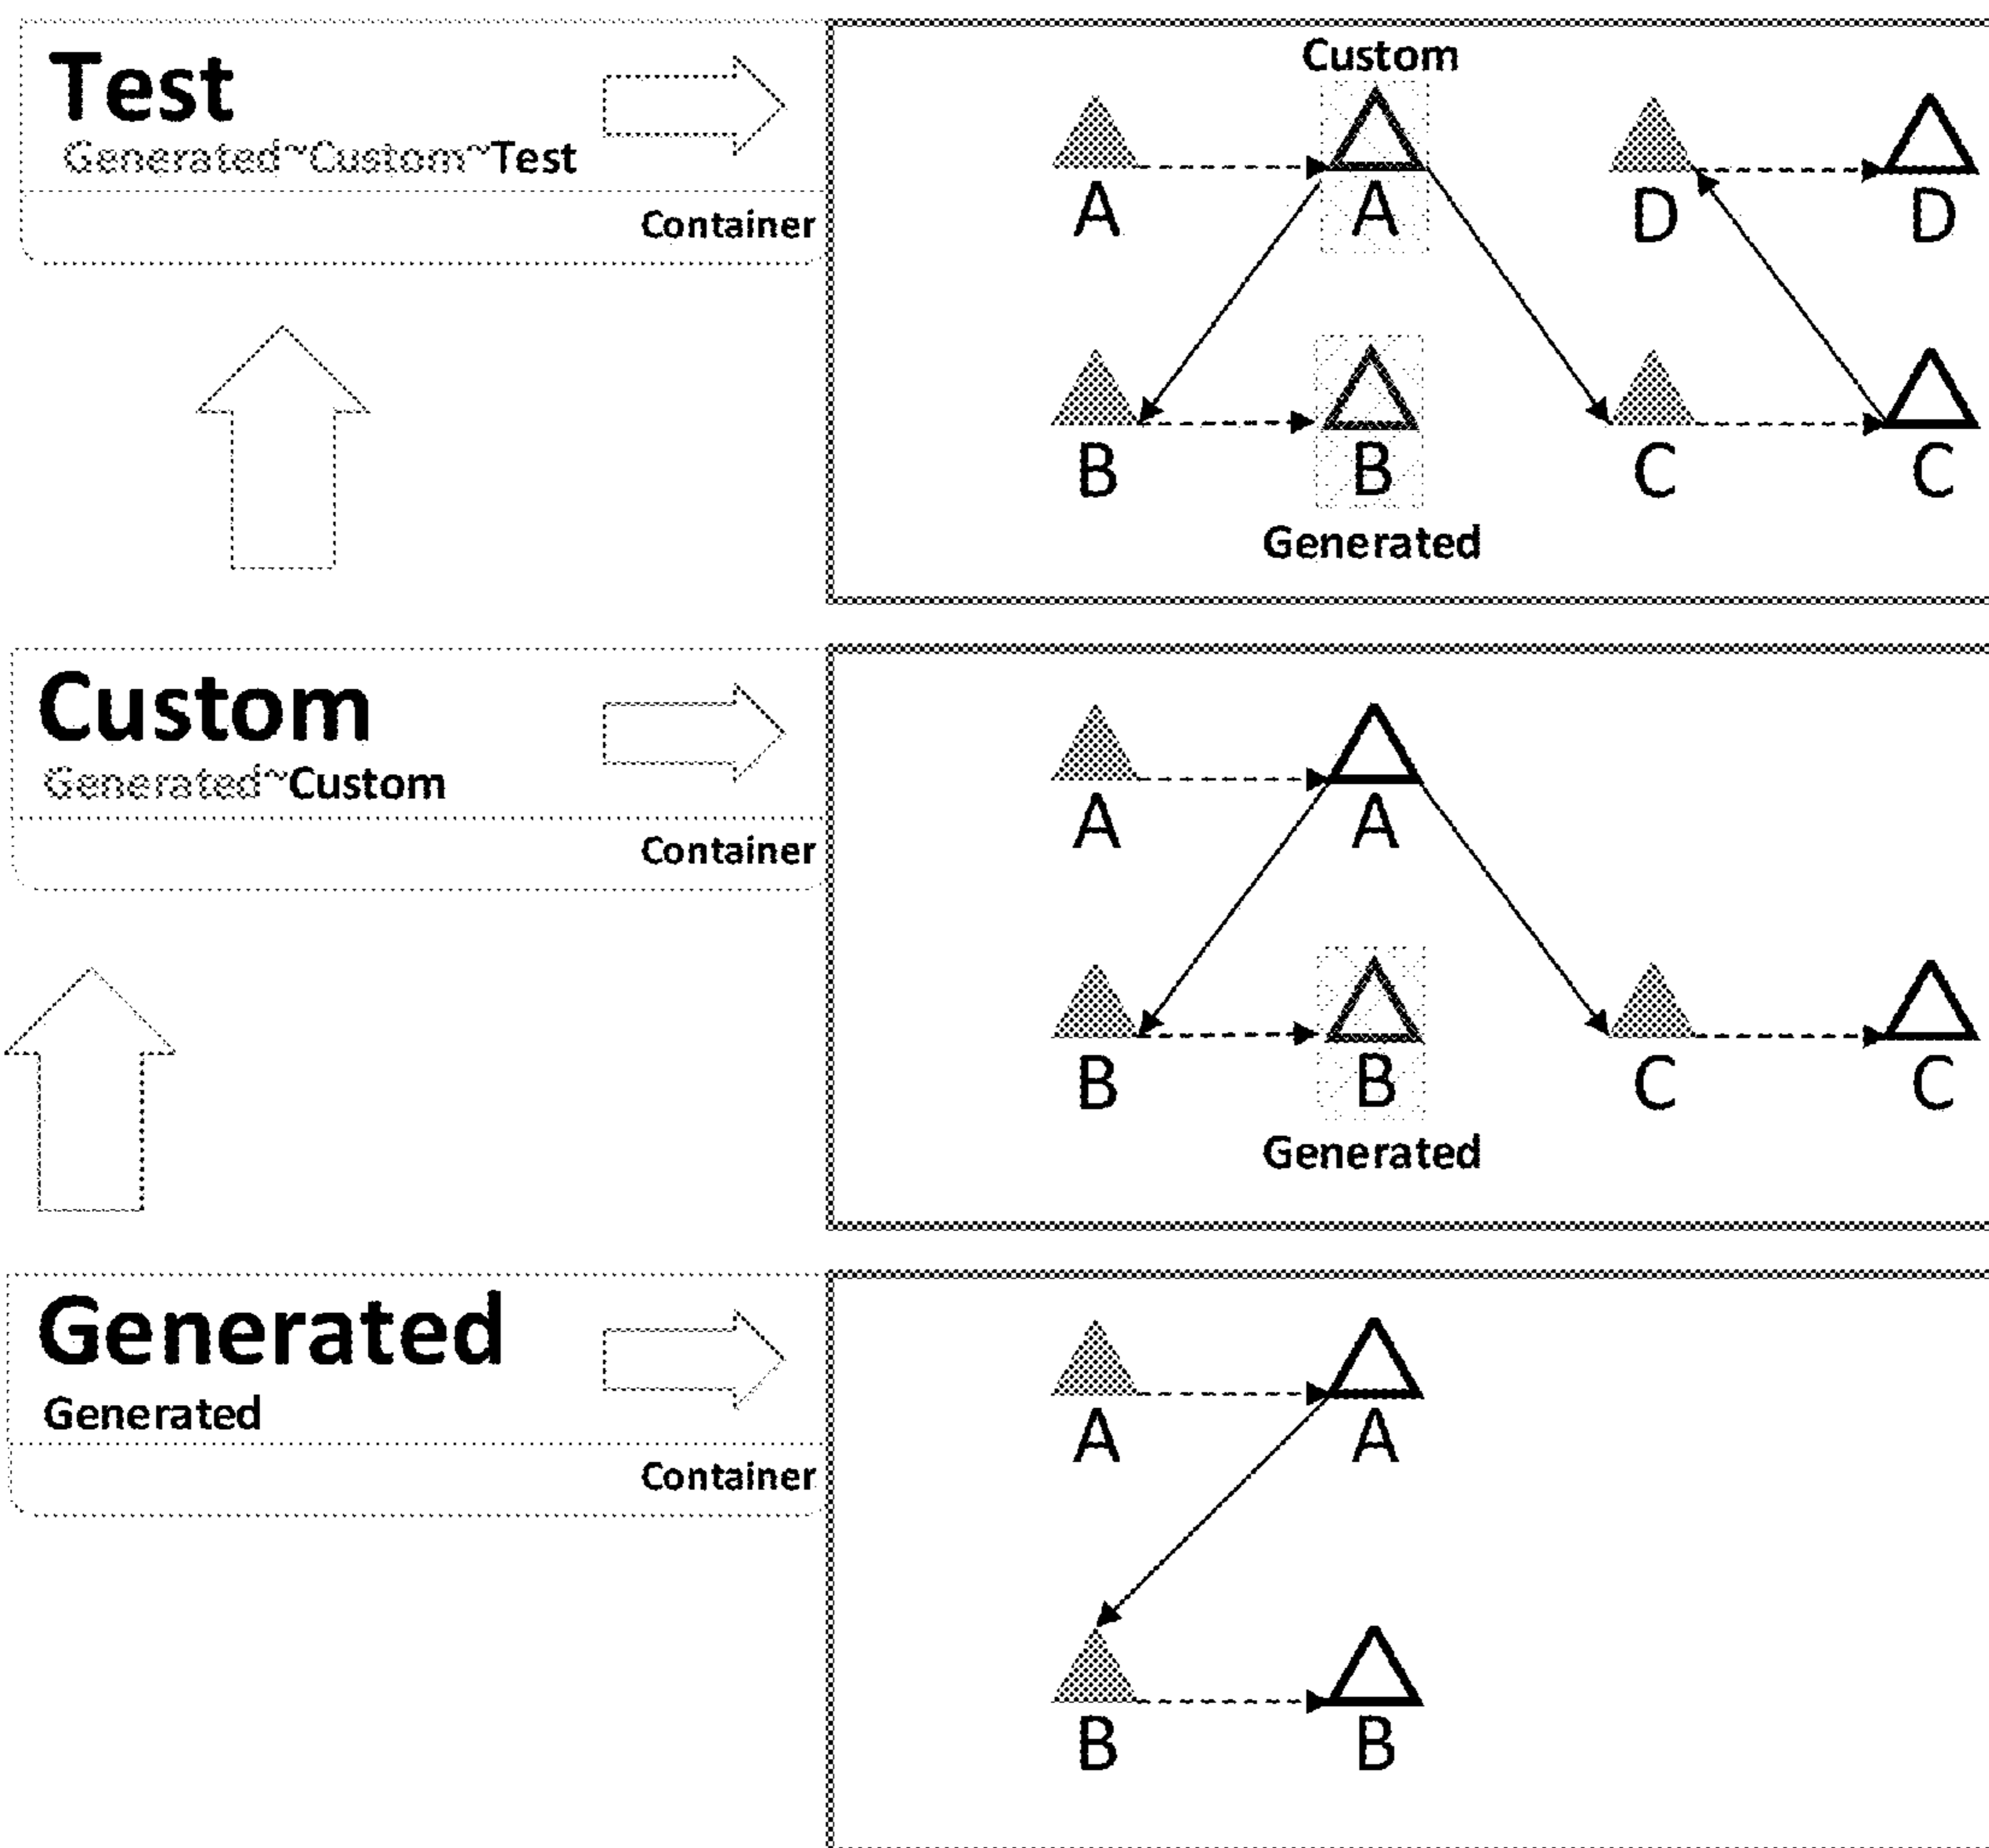 Test
Generated~Custom~Test
Container
Custom
A A D D
B B C C
Generated
Custom
Generated~Custom
Container
A A
B B C C
Generated
Generated
Generated
Container
A A
B B